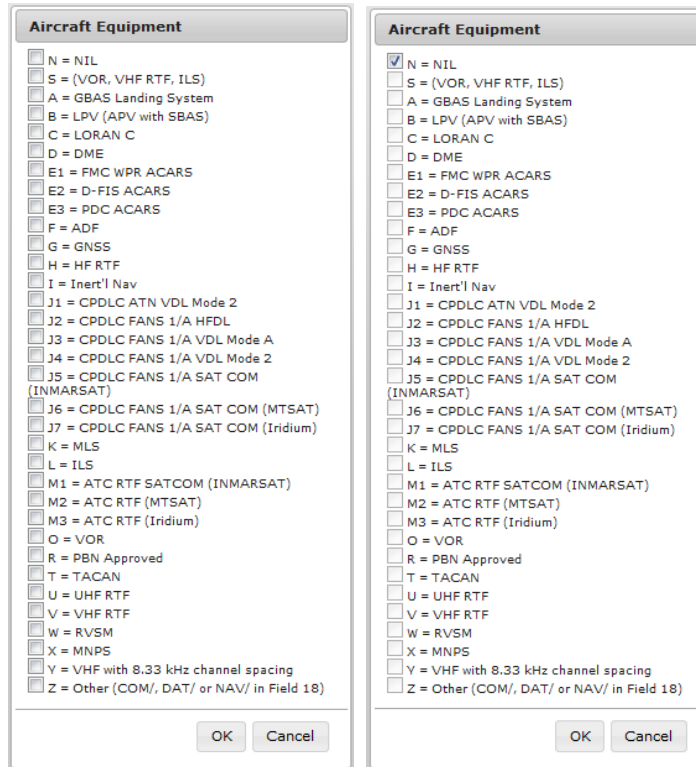 Aircraft Equipment
N = NIL
S = (VOR, VHF RTF, ILS)
A = GBAS Landing System
B = LPV (APV with SBAS)
C = LORAN C
D = DME
E1 = FMC WPR ACARS
E2 = D-FIS ACARS
E3 = PDC ACARS
F = ADF
G = GNSS
H = HF RTF
I = Inert'l Nav
J1 = CPDLC ATN VDL Mode 2
J2 = CPDLC FANS 1/A HFDL
J3 = CPDLC FANS 1/A VDL Mode A
J4 = CPDLC FANS 1/A VDL Mode 2
J5 = CPDLC FANS 1/A SAT COM
(INMARSAT)
J6 = CPDLC FANS 1/A SAT COM (MTSAT)
J7 = CPDLC FANS 1/A SAT COM (Iridium)
K = MLS
L = ILS
M1 = ATC RTF SATCOM (INMARSAT)
M2 = ATC RTF (MTSAT)
M3 = ATC RTF (Iridium)
O = VOR
R = PBN Approved
T = TACAN
U = UHF RTF
V = VHF RTF
W = RVSM
X = MNPS
Y = VHF with 8.33 kHz channel spacing
Z = Other (COM/, DAT/ or NAV/ in Field 18)
OK Cancel
Aircraft Equipment
N = NIL
S = (VOR, VHF RTF, ILS)
A = GBAS Landing System
B = LPV (APV with SBAS)
C = LORAN C
D = DME
E1 = FMC WPR ACARS
E2 = D-FIS ACARS
E3 = PDC ACARS
F = ADF
G = GNSS
H = HF RTF
I = Inert'l Nav
J1 = CPDLC ATN VDL Mode 2
J2 = CPDLC FANS 1/A HFDL
J3 = CPDLC FANS 1/A VDL Mode A
J4 = CPDLC FANS 1/A VDL Mode 2
J5 = CPDLC FANS 1/A SAT COM
(INMARSAT)
J6 = CPDLC FANS 1/A SAT COM (MTSAT)
J7 = CPDLC FANS 1/A SAT COM (Iridium)
K = MLS
L = ILS
M1 = ATC RTF SATCOM (INMARSAT)
M2 = ATC RTF (MTSAT)
M3 = ATC RTF (Iridium)
O = VOR
R = PBN Approved
T = TACAN
U = UHF RTF
V = VHF RTF
W = RVSM
X = MNPS
Y = VHF with 8.33 kHz channel spacing
Z = Other (COM/, DAT/ or NAV/ in Field 18)
OK Cancel